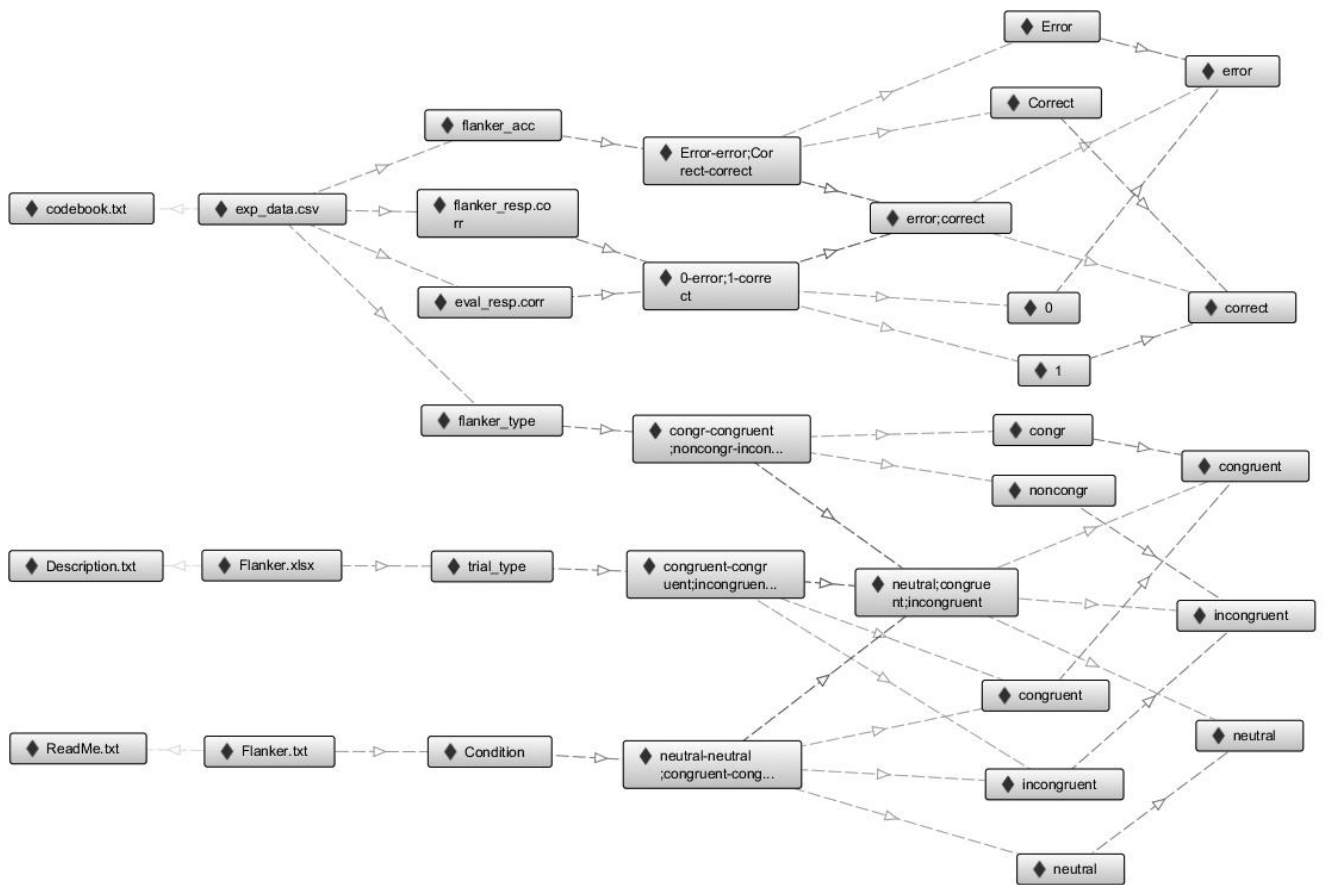 Error
error
Correct
flanker_acc
Error-error;Cor
rect-correct
codebook.txt
exp_data.csv
flanker_resp.co
rr
error;correct
0-error;1-corre
ct
eval_resp.corr
0
correct
1
flanker_type
congr-congruent
;noncongr-incon...
congr
congruent
noncongr
Description.txt
Flanker.xlsx
trial_type
congruent-congr
uent;incongruen...
neutral;congrue
nt;incongruent
incongruent
congruent
neutral
ReadMe.txt
Flanker.txt
Condition
neutral-neutral
;congruent-cong...
incongruent
neutral